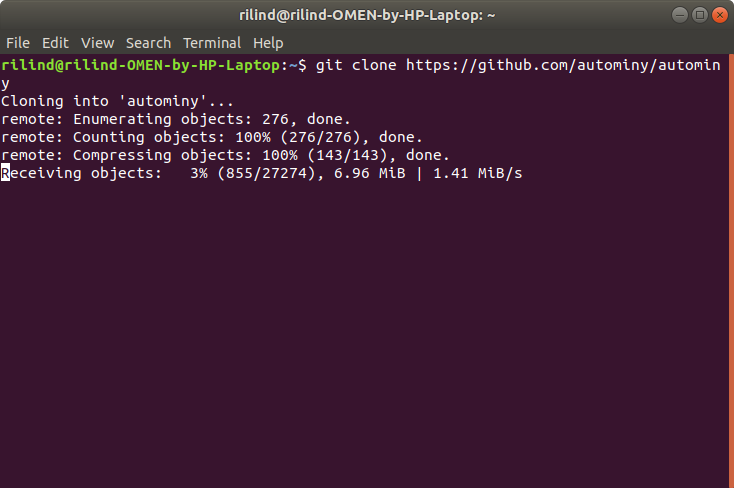 rilind@rilind-OMEN-by-HP-Laptop: ~
File Edit View Search Terminal Help
rilind@rilind-OMEN-by-HP-Laptop:~$ git clone https://github.com/autominy/automin
y
Cloning into 'autominy'...
remote: Enumerating objects: 276, done.
remote: Counting objects: 100% (276/276), done.
remote: Compressing objects: 100% (143/143), done.
Receiving objects:   3% (855/27274), 6.96 MiB | 1.41 MiB/s